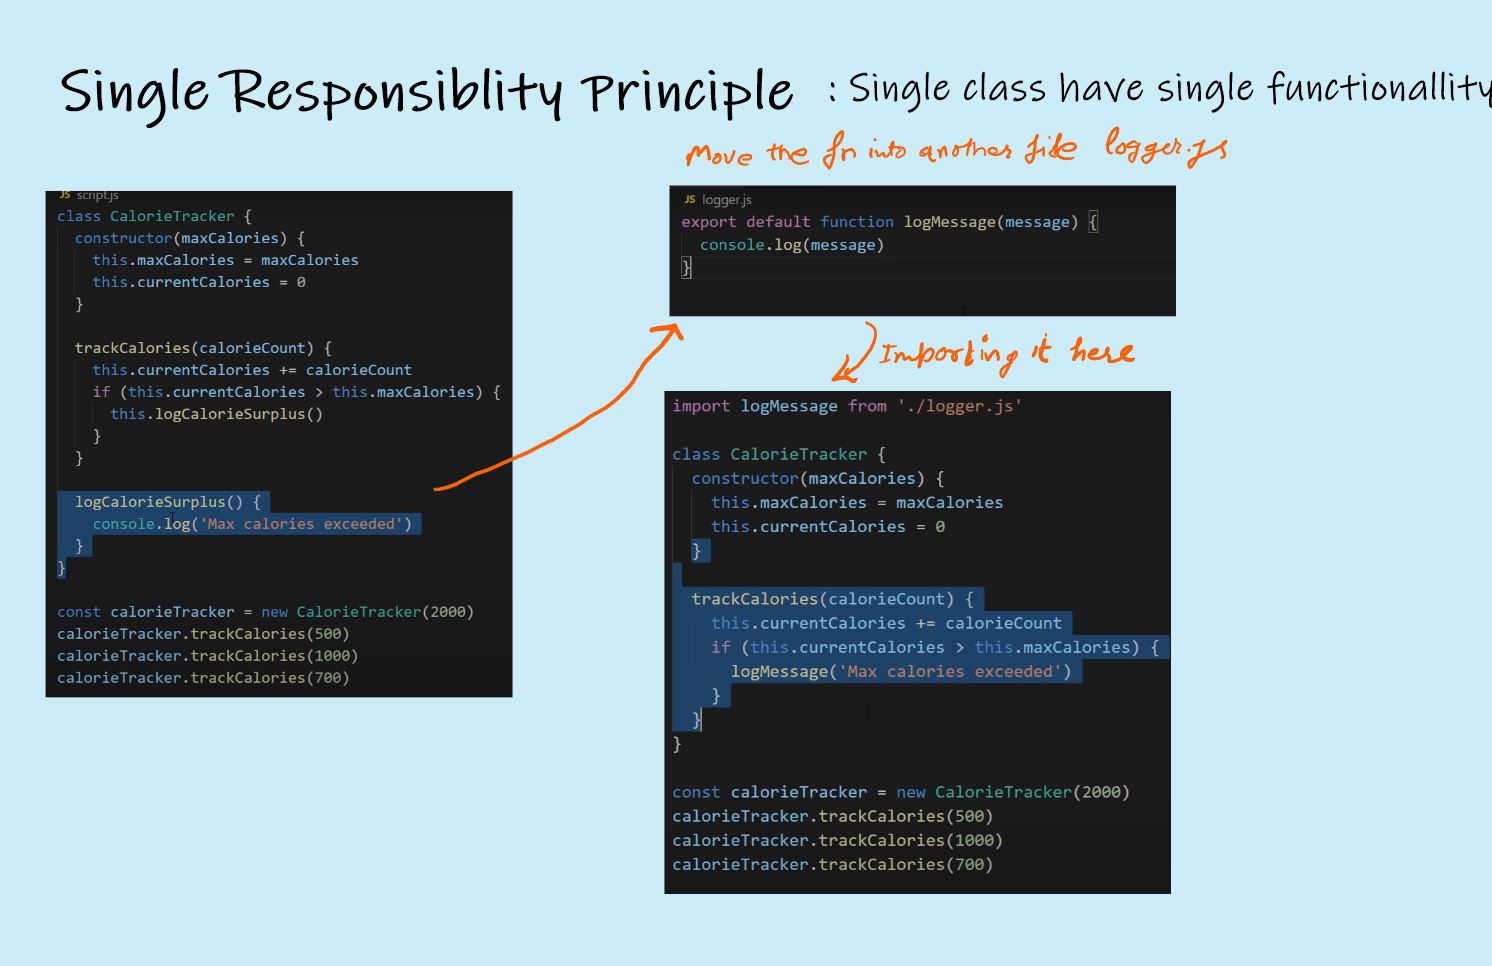 Single Responsiblity Principle : Single class have single functionallity
Move the fn into another file logger.js
JS script.js
class CalorieTracker {
constructor(maxCalories) {
this.maxCalories = maxCalories
this.currentCalories = 0
}
trackCalories(calorieCount) {
this.currentCalories += calorieCount
if (this.currentCalories > this.maxCalories) {
this.logCalorieSurplus()
}
}
logCalorieSurplus() {
console.log('Max calories exceeded')
}
}
const calorieTracker = new CalorieTracker(2000)
calorieTracker.trackCalories(500)
calorieTracker.trackCalories(1000)
calorieTracker.trackCalories(700)
JS logger.js
export default function logMessage(message) {
console.log(message)
}
Importing it here
import logMessage from './logger.js'
class CalorieTracker {
constructor(maxCalories) {
this.maxCalories = maxCalories
this.currentCalories = 0
}
trackCalories(calorieCount) {
this.currentCalories += calorieCount
if (this.currentCalories > this.maxCalories) {
logMessage('Max calories exceeded')
}
}
}
const calorieTracker = new CalorieTracker(2000)
calorieTracker.trackCalories(500)
calorieTracker.trackCalories(1000)
calorieTracker.trackCalories(700)